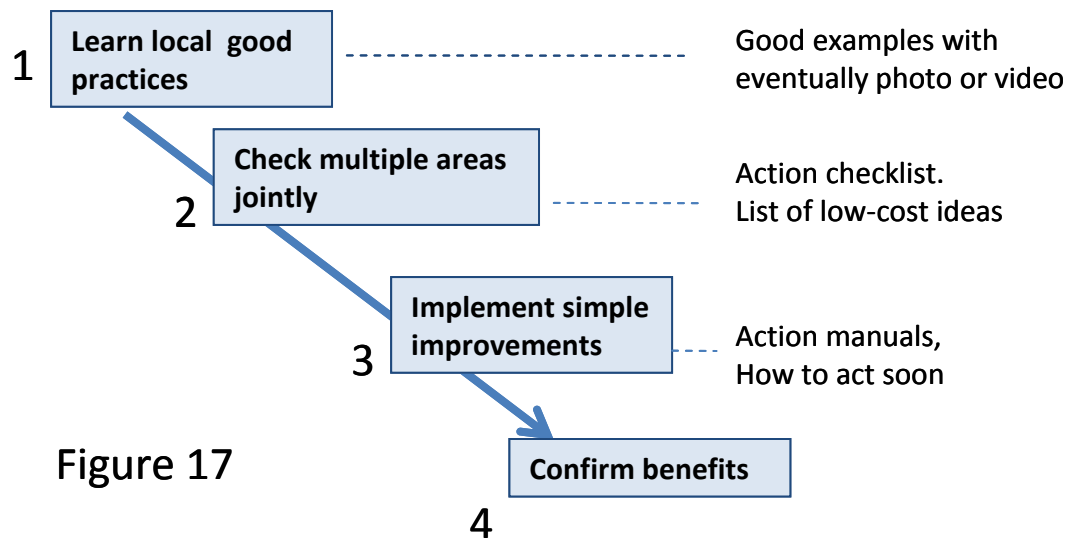 1
Learn local good
practices
Good examples with
eventually photo or video
2
Check multiple areas
jointly
Action checklist.
List of low-cost ideas
3
Implement simple
improvements
Action manuals,
How to act soon
4
Confirm benefits
Figure 17